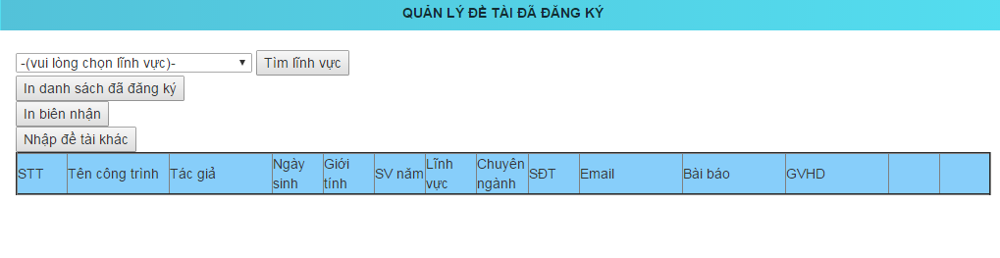 QUẢN LÝ ĐỀ TÀI ĐÃ ĐĂNG KÝ
-(vui lòng chọn lĩnh vực)- Tìm lĩnh vực
In danh sách đã đăng ký
In biên nhận
Nhập đề tài khác
STT Tên công trình Tác giả Ngày sinh Giới tính SV năm Lĩnh vực Chuyên ngành SĐT Email Bài báo GVHD